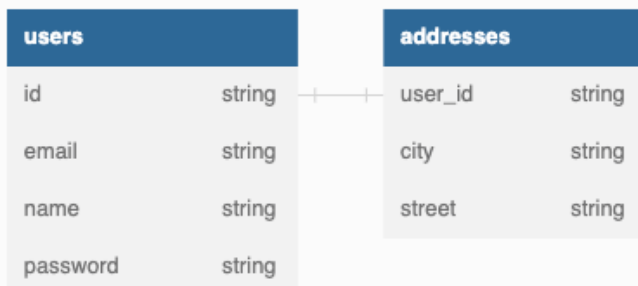 users
id string
email string
name string
password string
addresses
user_id string
city string
street string